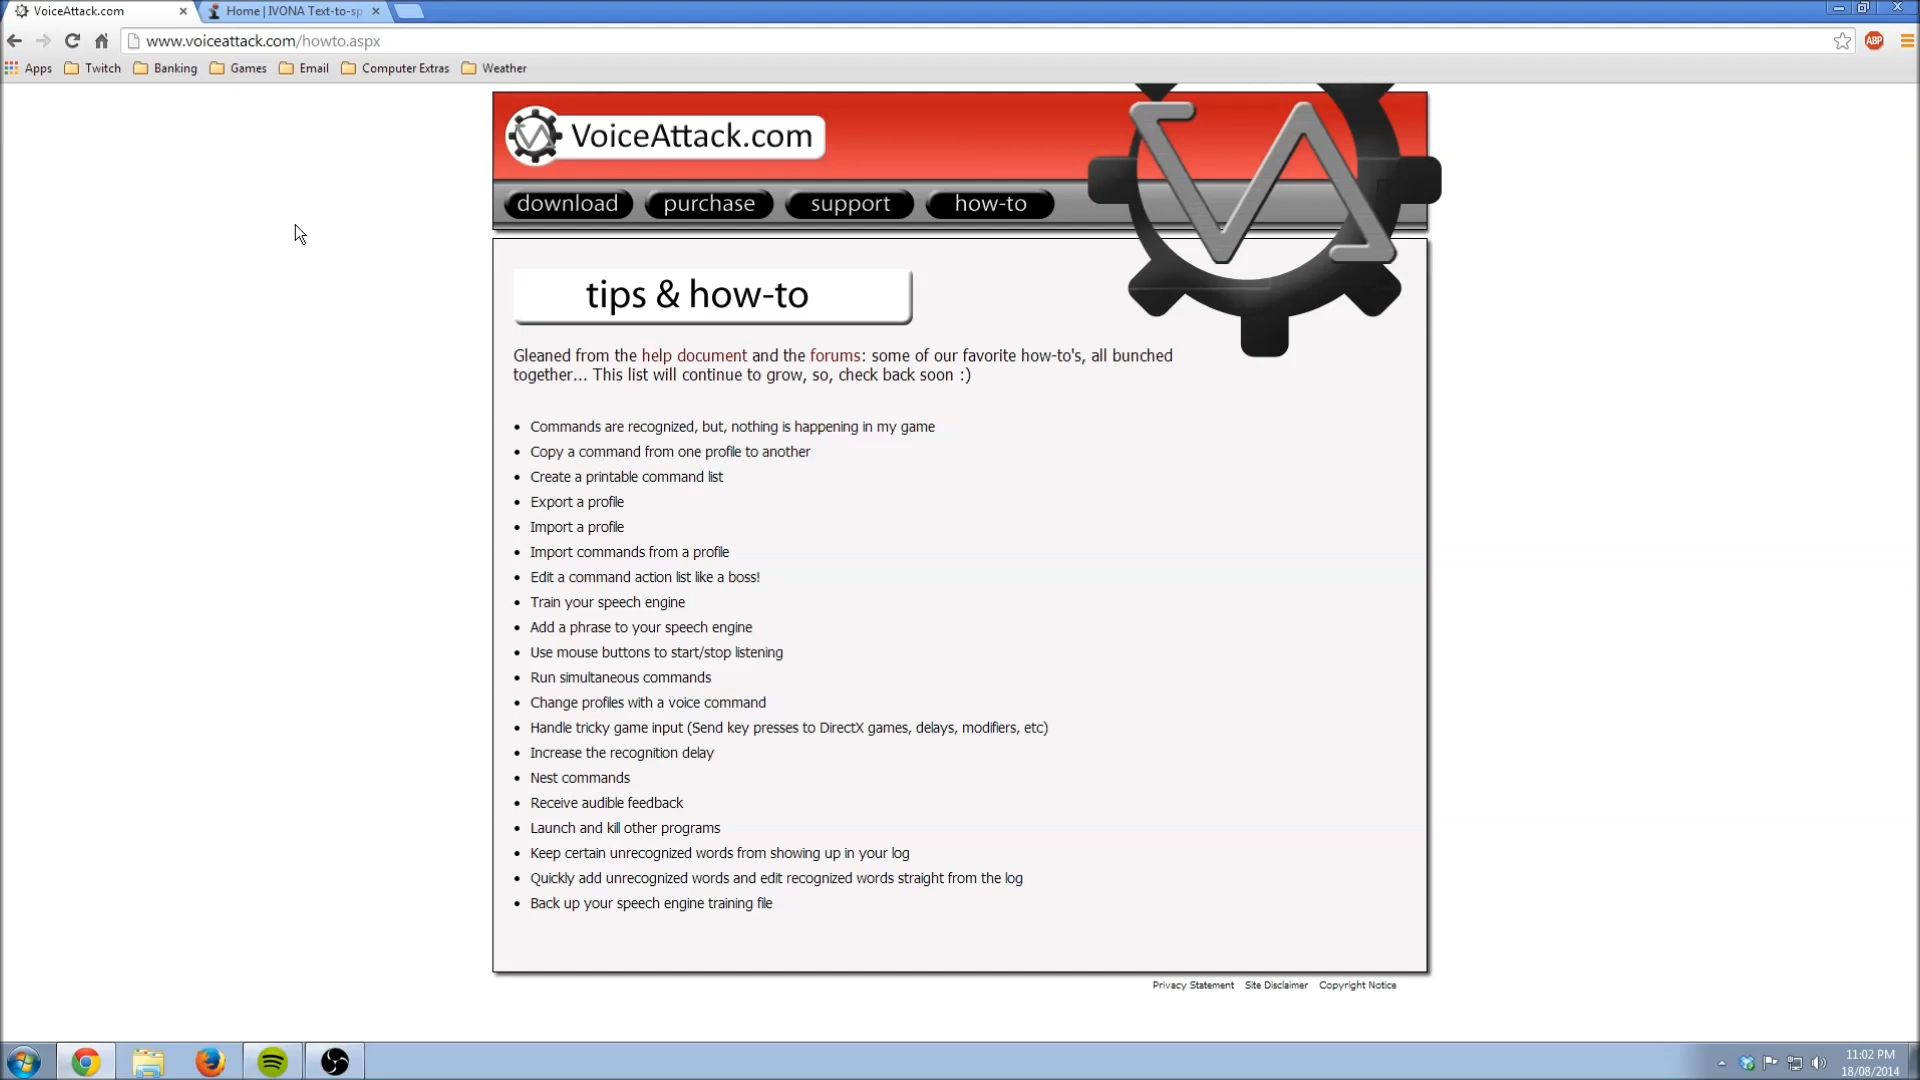 VoiceAttack.com
Home | IVONA Text-to-sp
www.voiceattack.com/howto.aspx
ABP
Apps Twitch Banking Games Email Computer Extras Weather
VoiceAttack.com
VA
download purchase support how-to
tips & how-to
Gleaned from the help document and the forums: some of our favorite how-to's, all bunched
together... This list will continue to grow, so, check back soon :)
• Commands are recognized, but, nothing is happening in my game
• Copy a command from one profile to another
• Create a printable command list
• Export a profile
• Import a profile
• Import commands from a profile
• Edit a command action list like a boss!
• Train your speech engine
• Add a phrase to your speech engine
• Use mouse buttons to start/stop listening
• Run simultaneous commands
• Change profiles with a voice command
• Handle tricky game input (Send key presses to DirectX games, delays, modifiers, etc)
• Increase the recognition delay
• Nest commands
• Receive audible feedback
• Launch and kill other programs
• Keep certain unrecognized words from showing up in your log
• Quickly add unrecognized words and edit recognized words straight from the log
• Back up your speech engine training file
Privacy Statement Site Disclaimer Copyright Notice
11:02 PM
18/08/2014